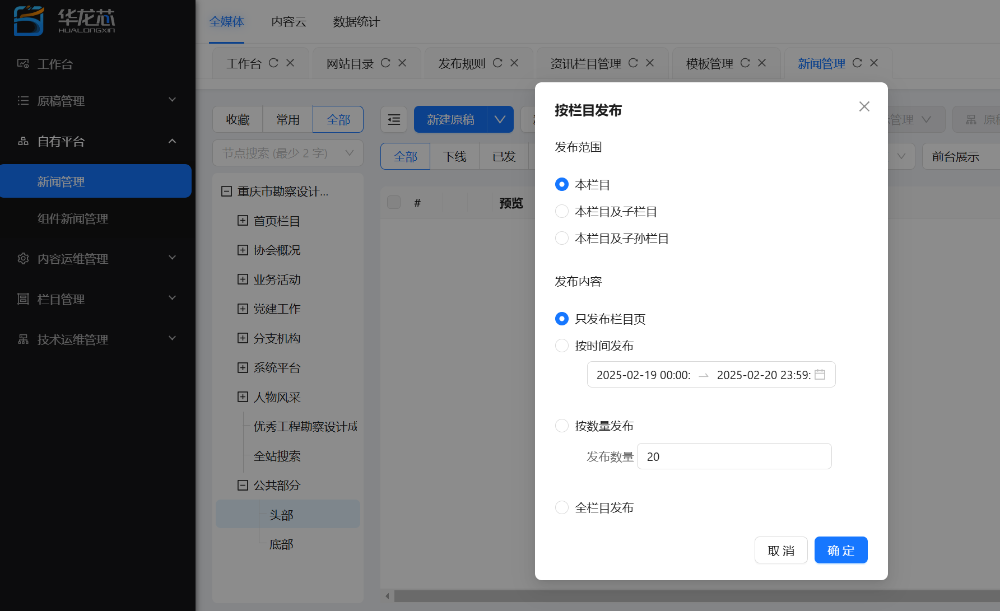 华龙芯
HUALONGXIN
全媒体 内容云 数据统计
工作台 网站目录 发布规则 资讯栏目管理 模板管理 新闻管理
工作台
原稿管理
自有平台
新闻管理
组件新闻管理
内容运维管理
栏目管理
技术运维管理
收藏 常用 全部
节点搜索 (最少 2 字)
重庆市勘察设计...
首页栏目
协会概况
业务活动
党建工作
分支机构
系统平台
人物风采
优秀工程勘察设计成
全站搜索
公共部分
头部
底部
新建原稿
管理
原
全部 下线 已发
前台展示
# 预览
按栏目发布
发布范围
本栏目
本栏目及子栏目
本栏目及子孙栏目
发布内容
只发布栏目页
按时间发布
2025-02-19 00:00: 2025-02-20 23:59:
按数量发布
发布数量 20
全栏目发布
取 消 确 定